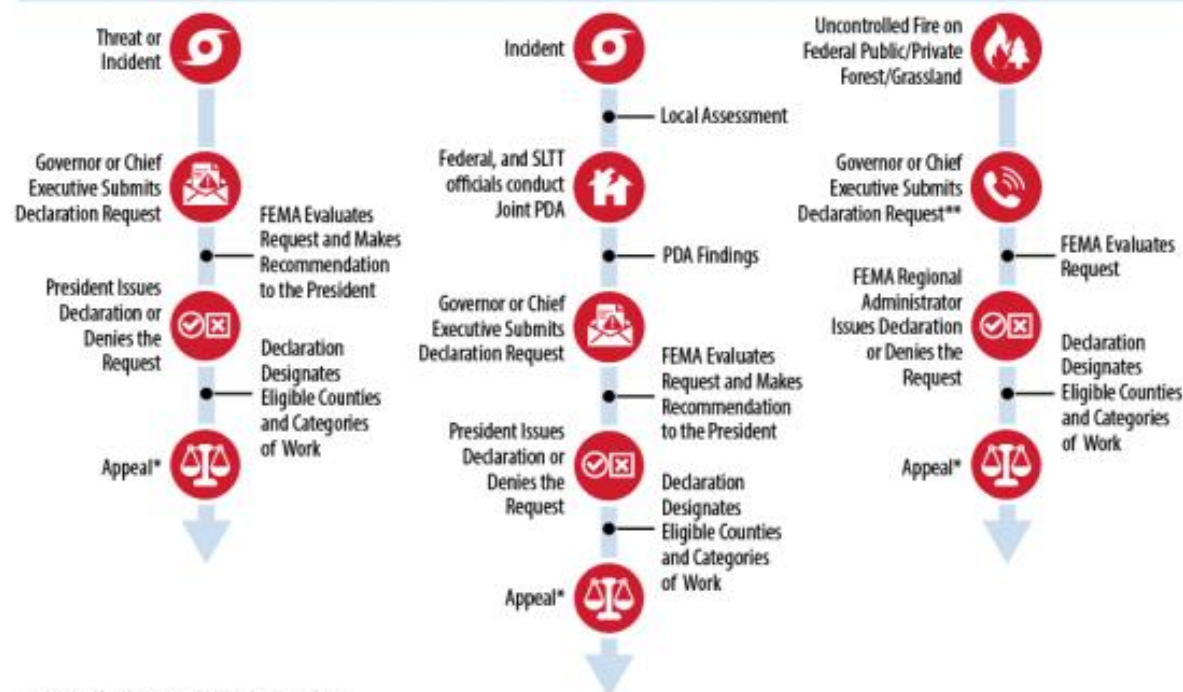 Threat or
Incident
Governor or Chief
Executive Submits
Declaration Request
FEMA Evaluates
Request and Makes
Recommendation
to the President
President Issues
Declaration or
Denies the
Request
Declaration
Designates
Eligible Counties
and Categories
of Work
Appeal*
Incident
Local Assessment
Federal, and SLTT
officials conduct
Joint PDA
PDA Findings
Governor or Chief
Executive Submits
Declaration Request
FEMA Evaluates
Request and Makes
Recommendation
to the President
President Issues
Declaration or
Denies the
Request
Declaration
Designates
Eligible Counties
and Categories
of Work
Appeal*
Uncontrolled Fire on
Federal Public/Private
Forest/Grassland
Governor or Chief
Executive Submits
Declaration Request**
FEMA Evaluates
Request
FEMA Regional
Administrator
Issues Declaration
or Denies the
Request
Declaration
Designates
Eligible Counties
and Categories
of Work
Appeal*